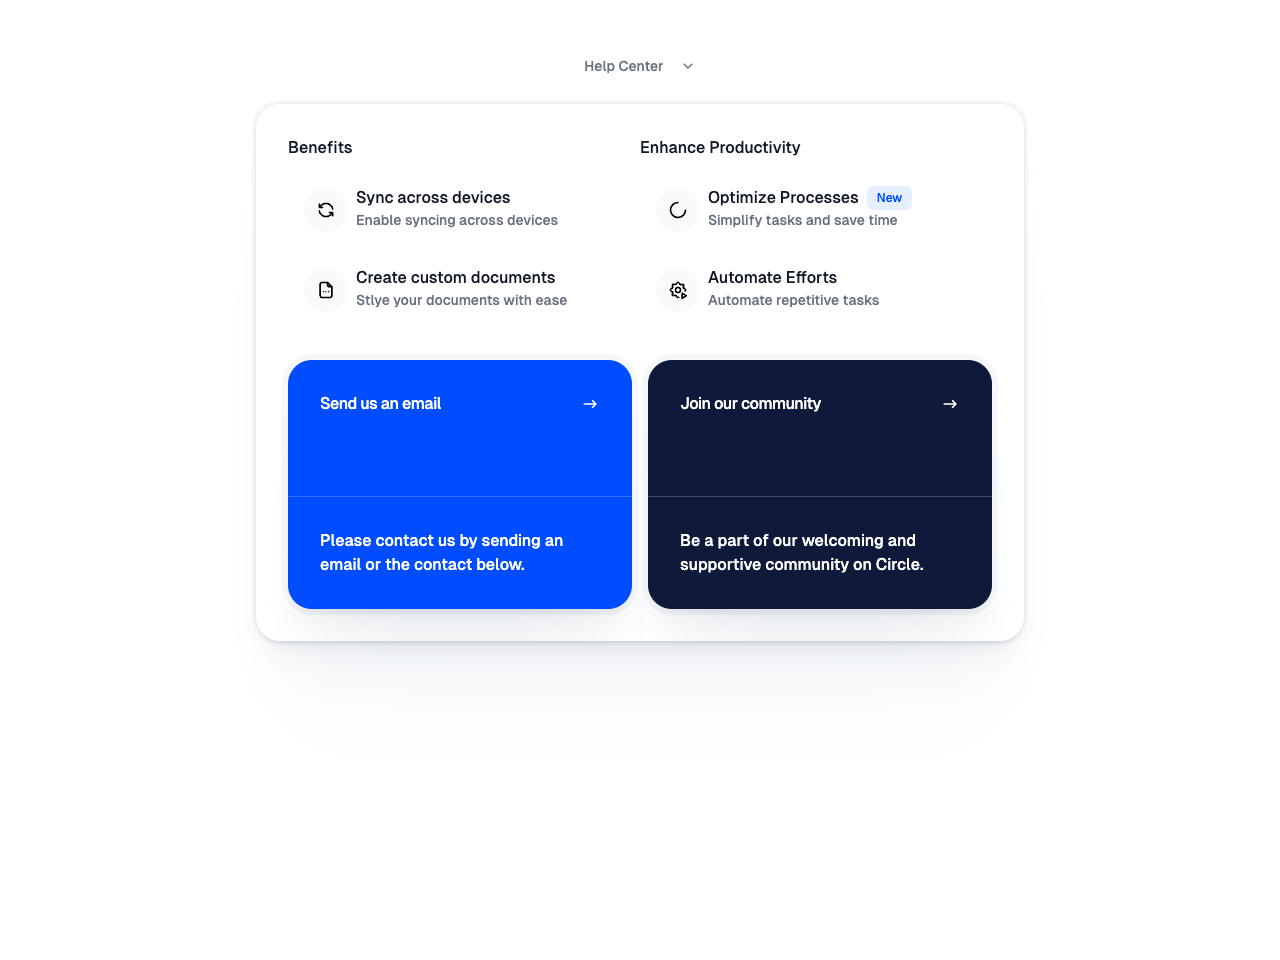 Help Center
Benefits
Sync across devices
Enable syncing across devices
Create custom documents
Stlye your documents with ease
Enhance Productivity
Optimize Processes New
Simplify tasks and save time
Automate Efforts
Automate repetitive tasks
Send us an email
Please contact us by sending an
email or the contact below.
Join our community
Be a part of our welcoming and
supportive community on Circle.